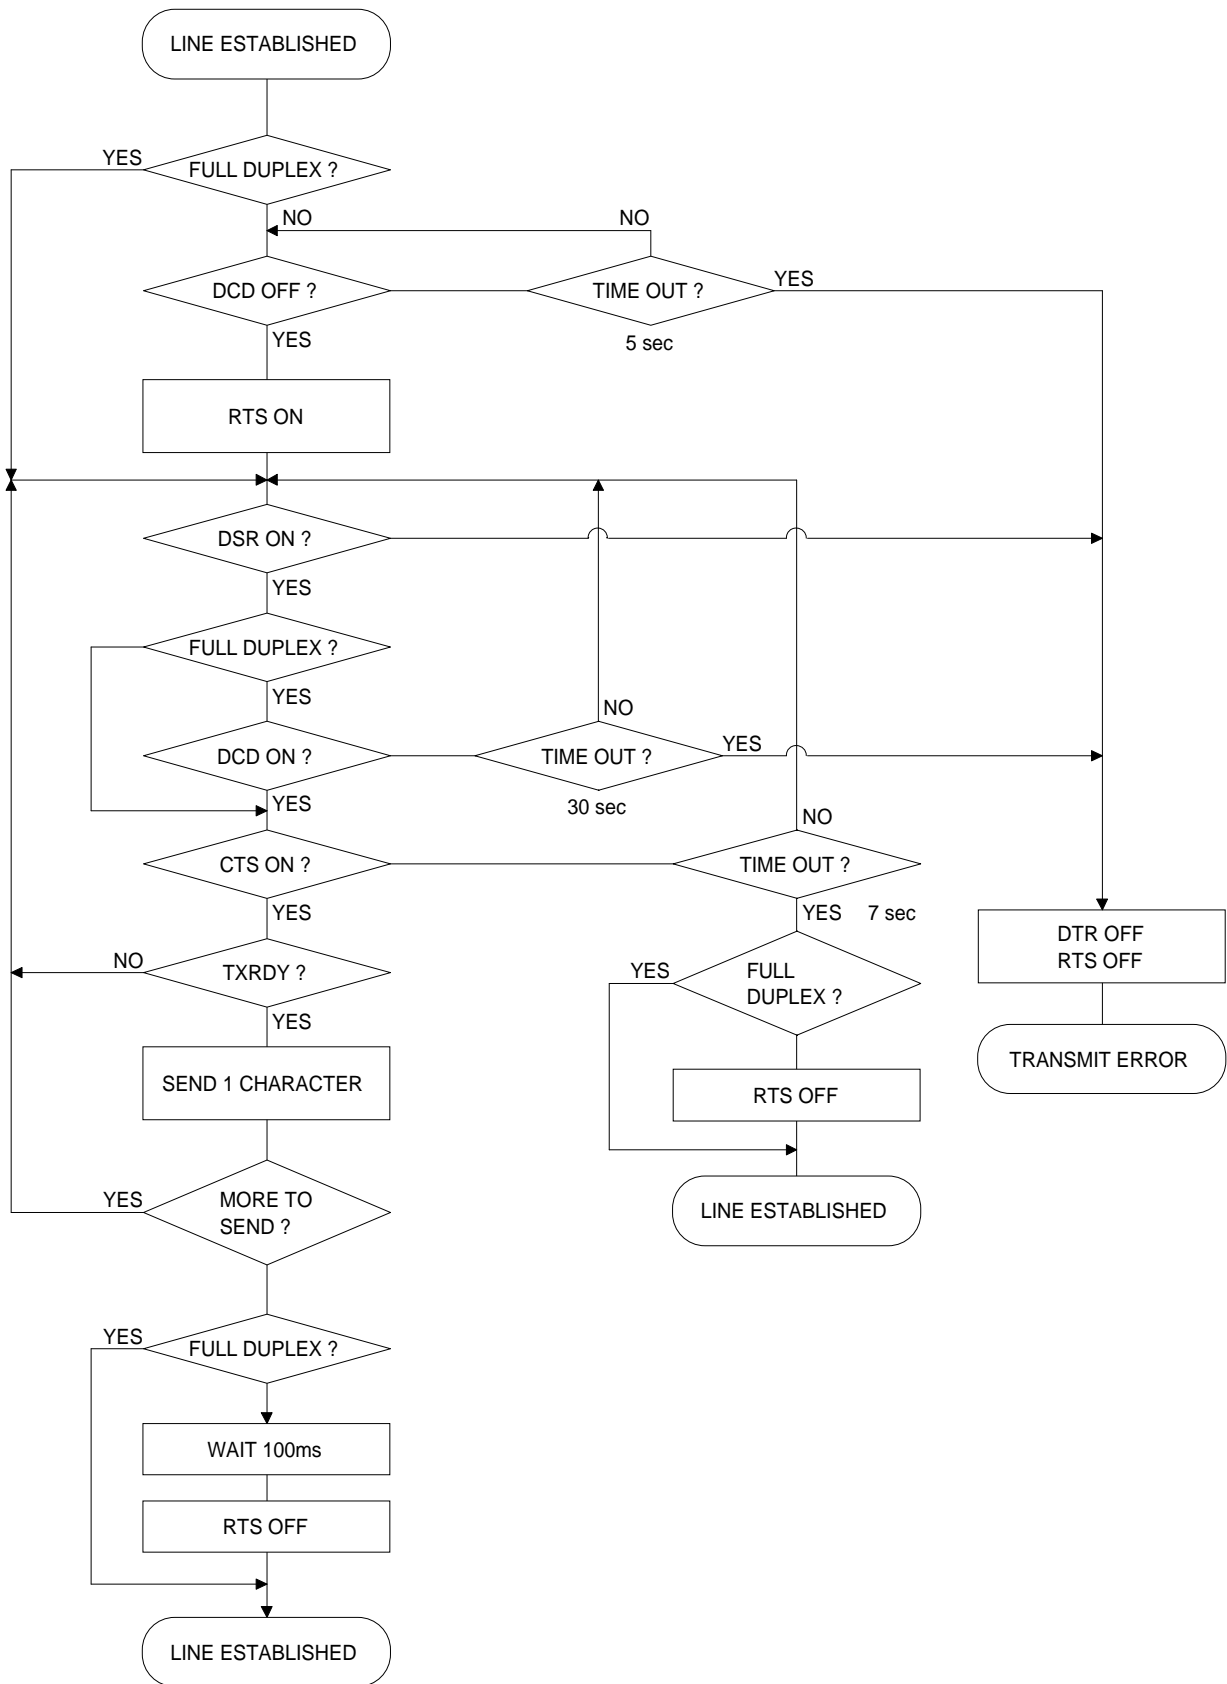 LINE ESTABLISHED
YES
FULL DUPLEX ?
NO
NO
DCD OFF ?
TIME OUT ?
YES
YES
5 sec
RTS ON
DSR ON ?
YES
FULL DUPLEX ?
YES
NO
DCD ON ?
TIME OUT ?
YES
YES
30 sec
NO
CTS ON ?
TIME OUT ?
YES
YES
7 sec
NO
TXRDY ?
YES
FULL
DUPLEX ?
DTR OFF
RTS OFF
YES
SEND 1 CHARACTER
RTS OFF
TRANSMIT ERROR
YES
MORE TO
SEND ?
LINE ESTABLISHED
YES
FULL DUPLEX ?
WAIT 100ms
RTS OFF
LINE ESTABLISHED